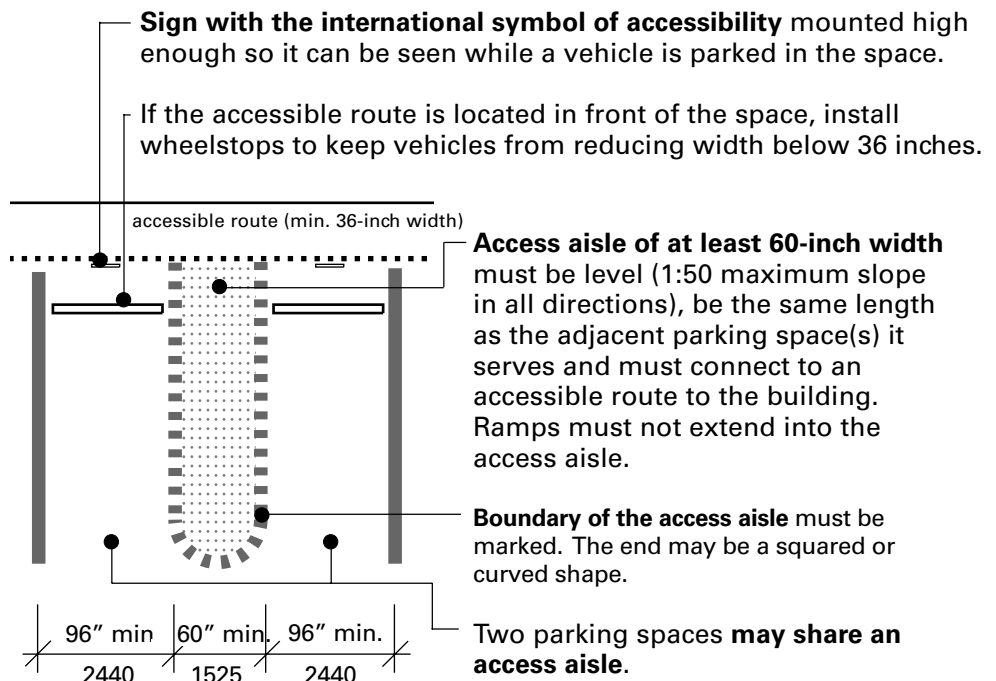 Sign with the international symbol of accessibility mounted high
enough so it can be seen while a vehicle is parked in the space.
If the accessible route is located in front of the space, install
wheelstops to keep vehicles from reducing width below 36 inches.
accessible route (min. 36-inch width)
Access aisle of at least 60-inch width
must be level (1:50 maximum slope
in all directions), be the same length
as the adjacent parking space(s) it
serves and must connect to an
accessible route to the building.
Ramps must not extend into the
access aisle.
Boundary of the access aisle must be
marked. The end may be a squared or
curved shape.
96” min 60” min. 96” min.
2440 1525 2440
Two parking spaces may share an
access aisle.